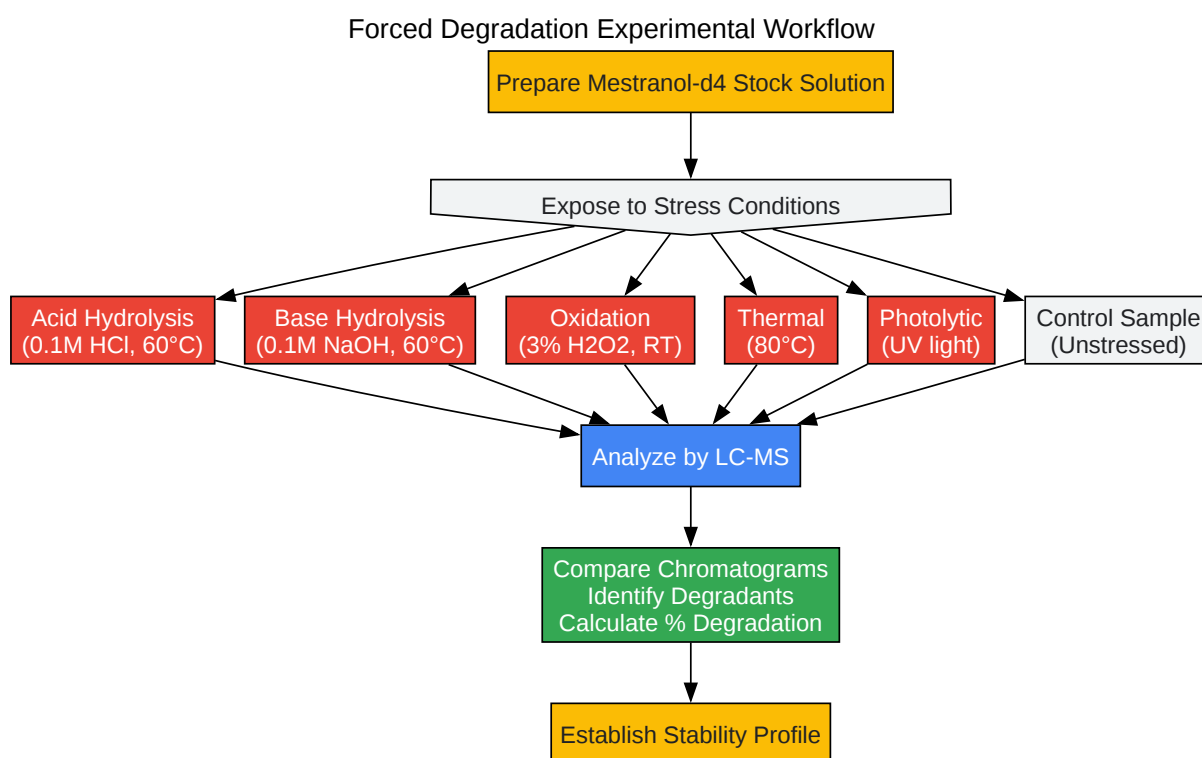 Forced Degradation Experimental Workflow
Prepare Mestranol-d4 Stock Solution
Expose to Stress Conditions
Acid Hydrolysis
(0.1M HCl, 60°C)
Base Hydrolysis
(0.1M NaOH, 60°C)
Oxidation
(3% H2O2, RT)
Thermal
(80°C)
Photolytic
(UV light)
Control Sample
(Unstressed)
Analyze by LC-MS
Compare Chromatograms
Identify Degradants
Calculate % Degradation
Establish Stability Profile